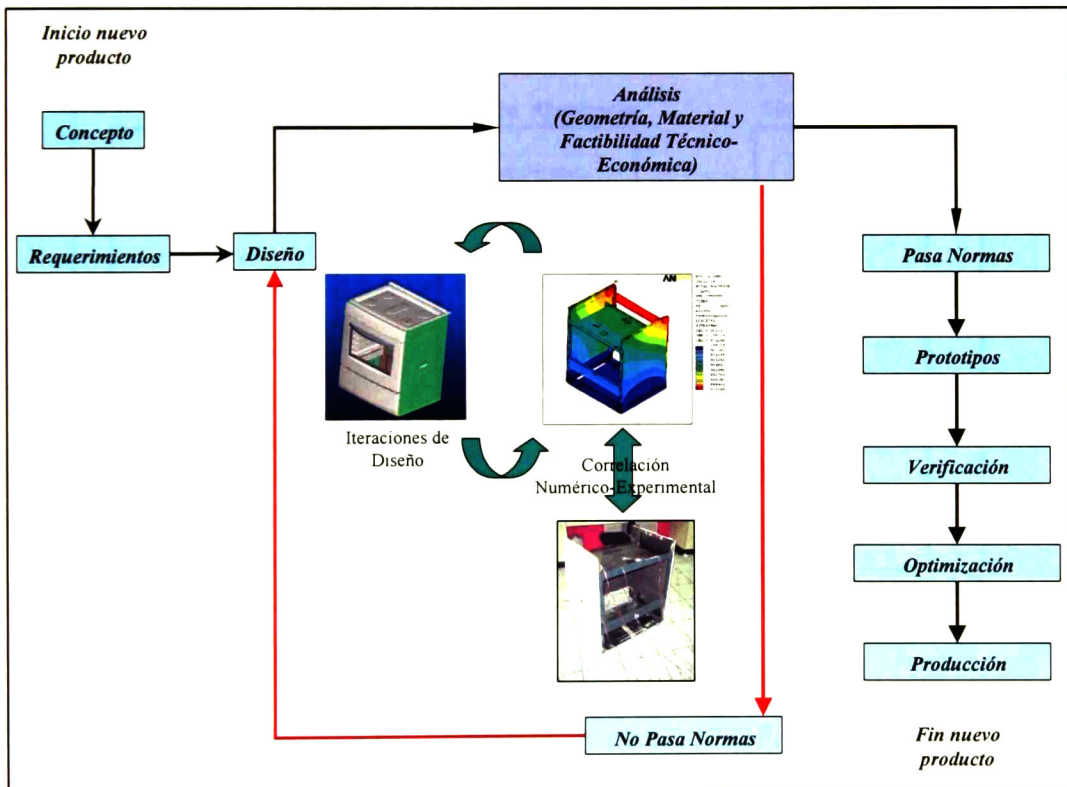 Inicio nuevo
producto
Concepto
Requerimientos
Diseño
Análisis
(Geometría, Material y
Factibilidad Técnico-
Económica)
Pasa Normas
Prototipos
Verificación
Optimización
Producción
Fin nuevo
producto
AN
Iteraciones de
Diseño
Correlación
Numérico-Experimental
No Pasa Normas